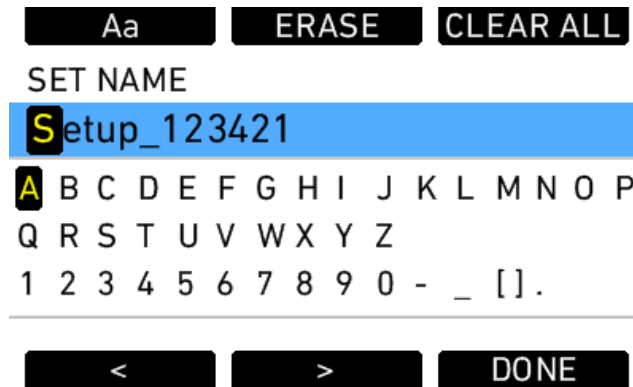 Aa ERASE CLEAR ALL
SET NAME
Setup_123421
A B C D E F G H I J K L M N O P
Q R S T U V W X Y Z
1 2 3 4 5 6 7 8 9 0 - _ [ ] .
< > DONE